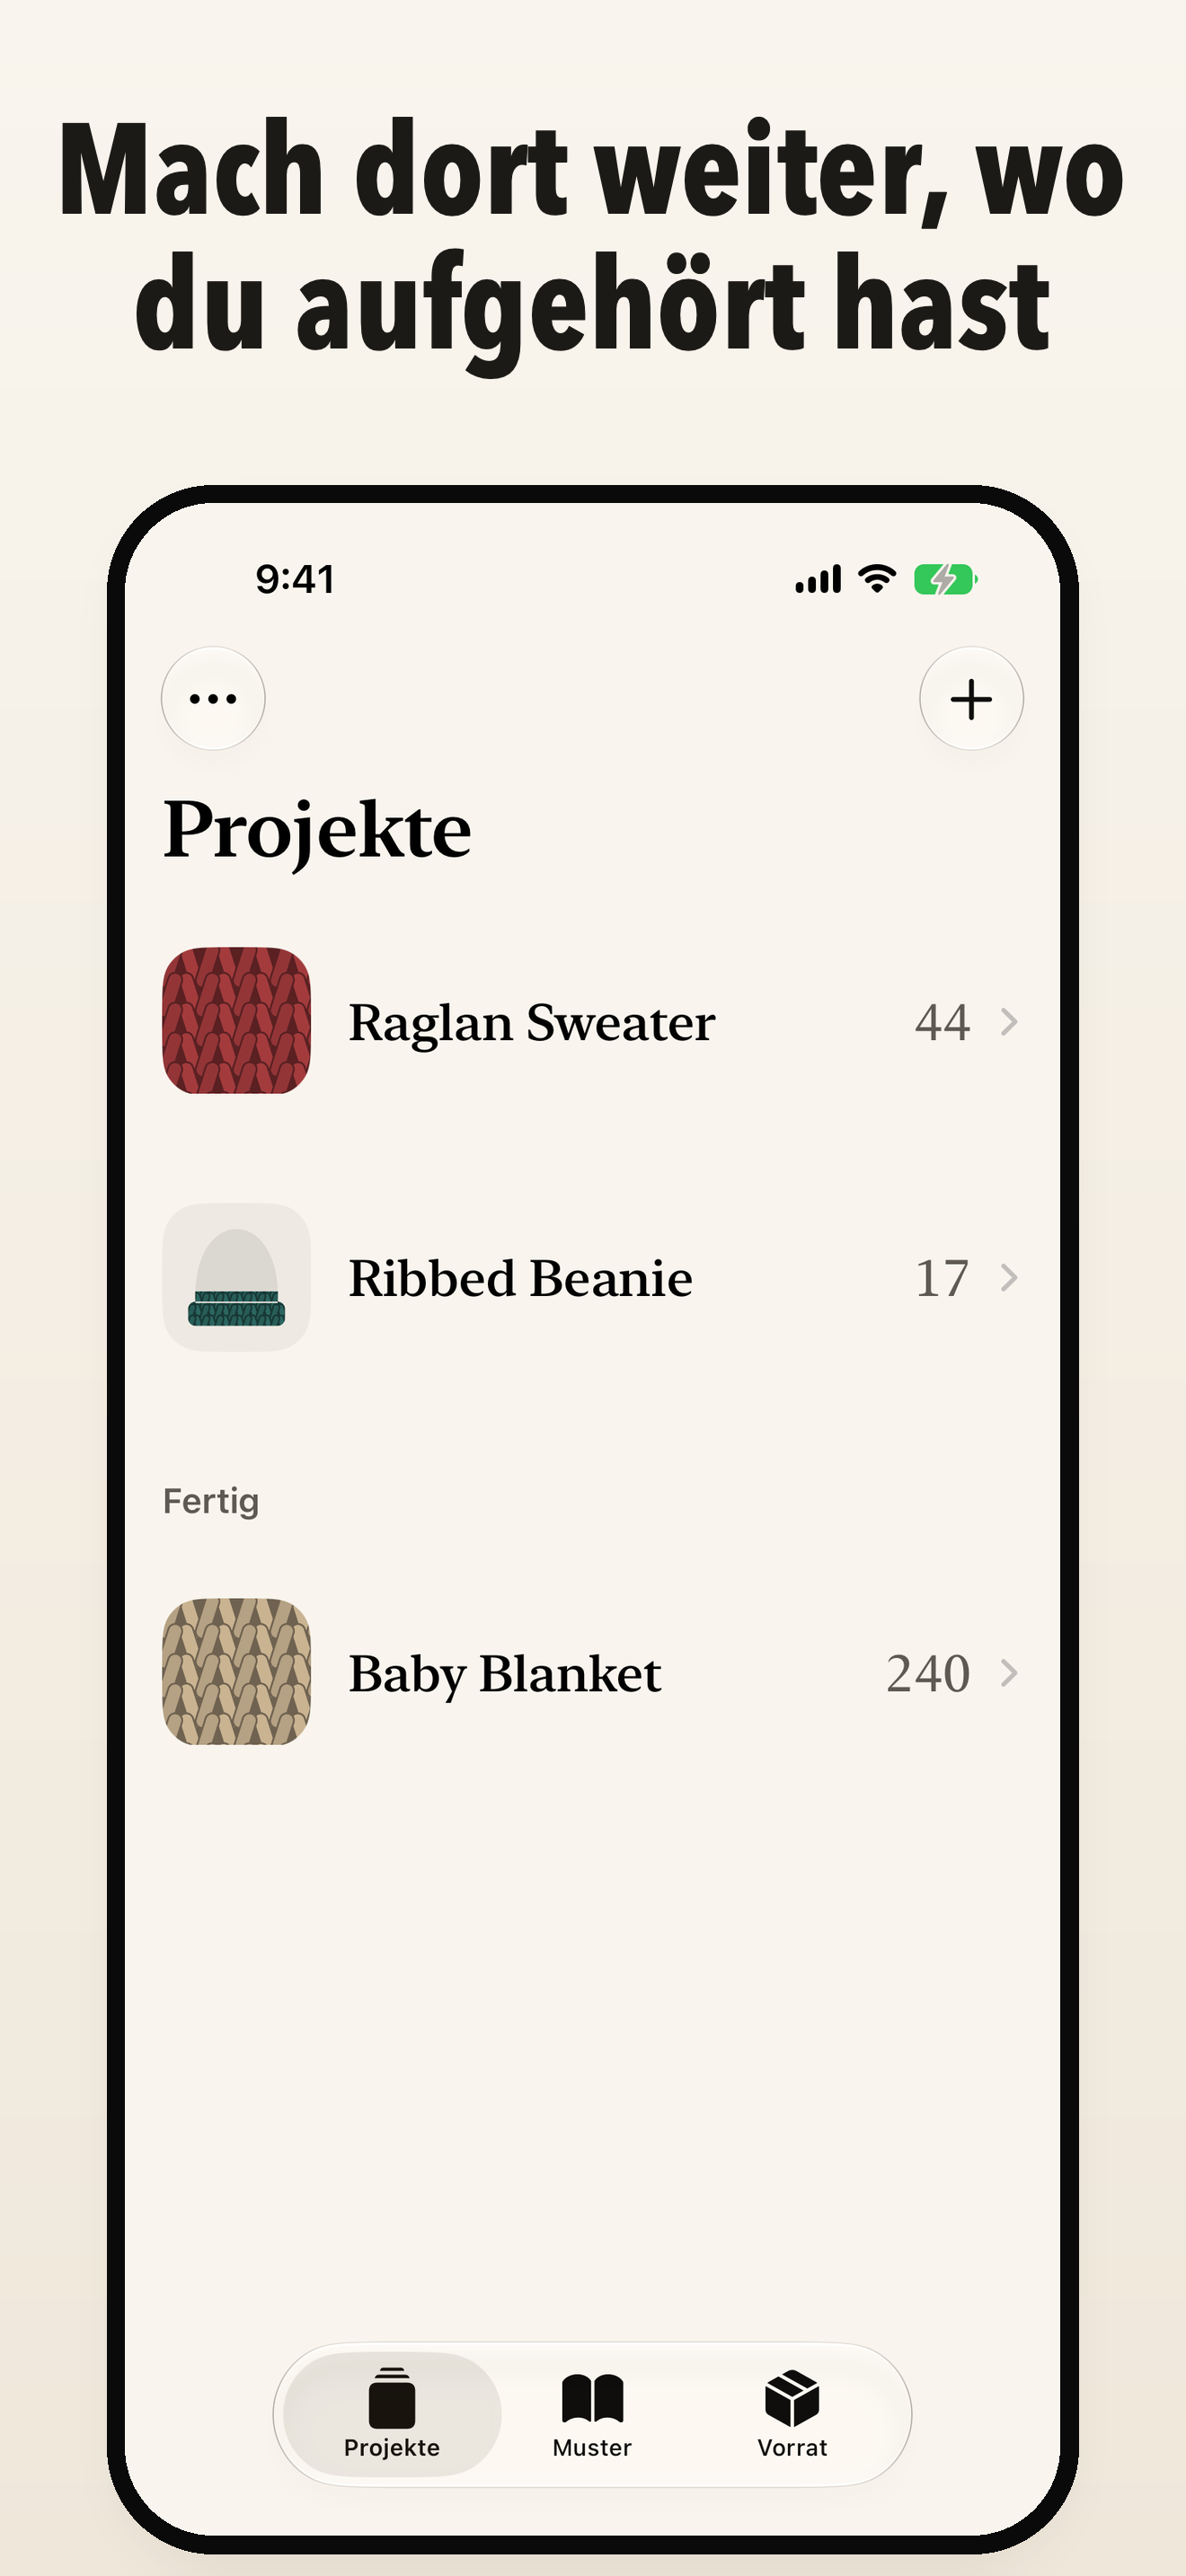 Mach dort weiter, wo
du aufgehört hast
9:41
Projekte
Raglan Sweater 44
Ribbed Beanie 17
Fertig
Baby Blanket 240
Projekte Muster Vorrat